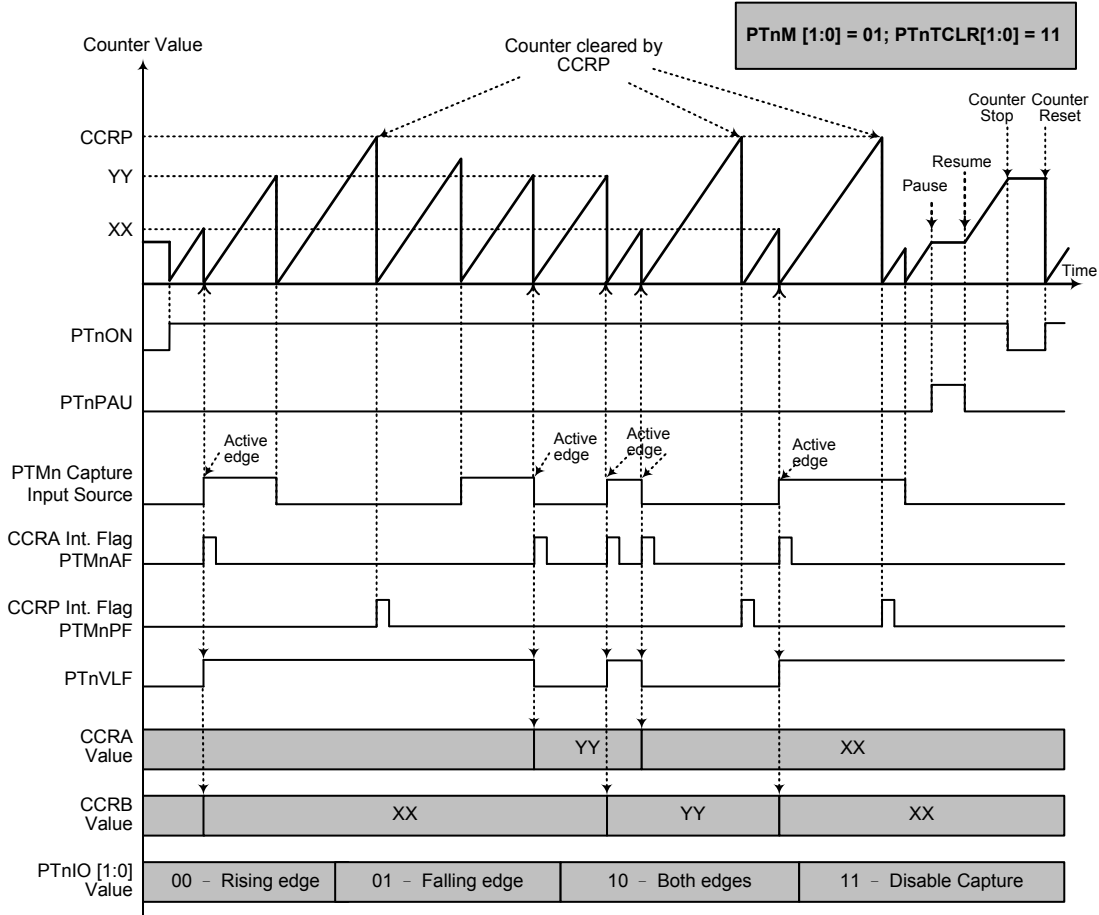 PTnM [1:0] = 01; PTnTCLR[1:0] = 11
Counter Value
Counter cleared by
CCRP
Counter
Stop
Counter
Reset
CCRP
YY
XX
Resume
Pause
Time
PTnON
PTnPAU
Active
edge
Active
edge
Active
edge
Active
edge
PTMn Capture
Input Source
CCRA Int. Flag
PTMnAF
CCRP Int. Flag
PTMnPF
PTnVLF
CCRA
Value
YY
XX
CCRB
Value
XX
YY
XX
PTnIO [1:0]
Value
00 – Rising edge
01 – Falling edge
10 – Both edges
11 – Disable Capture